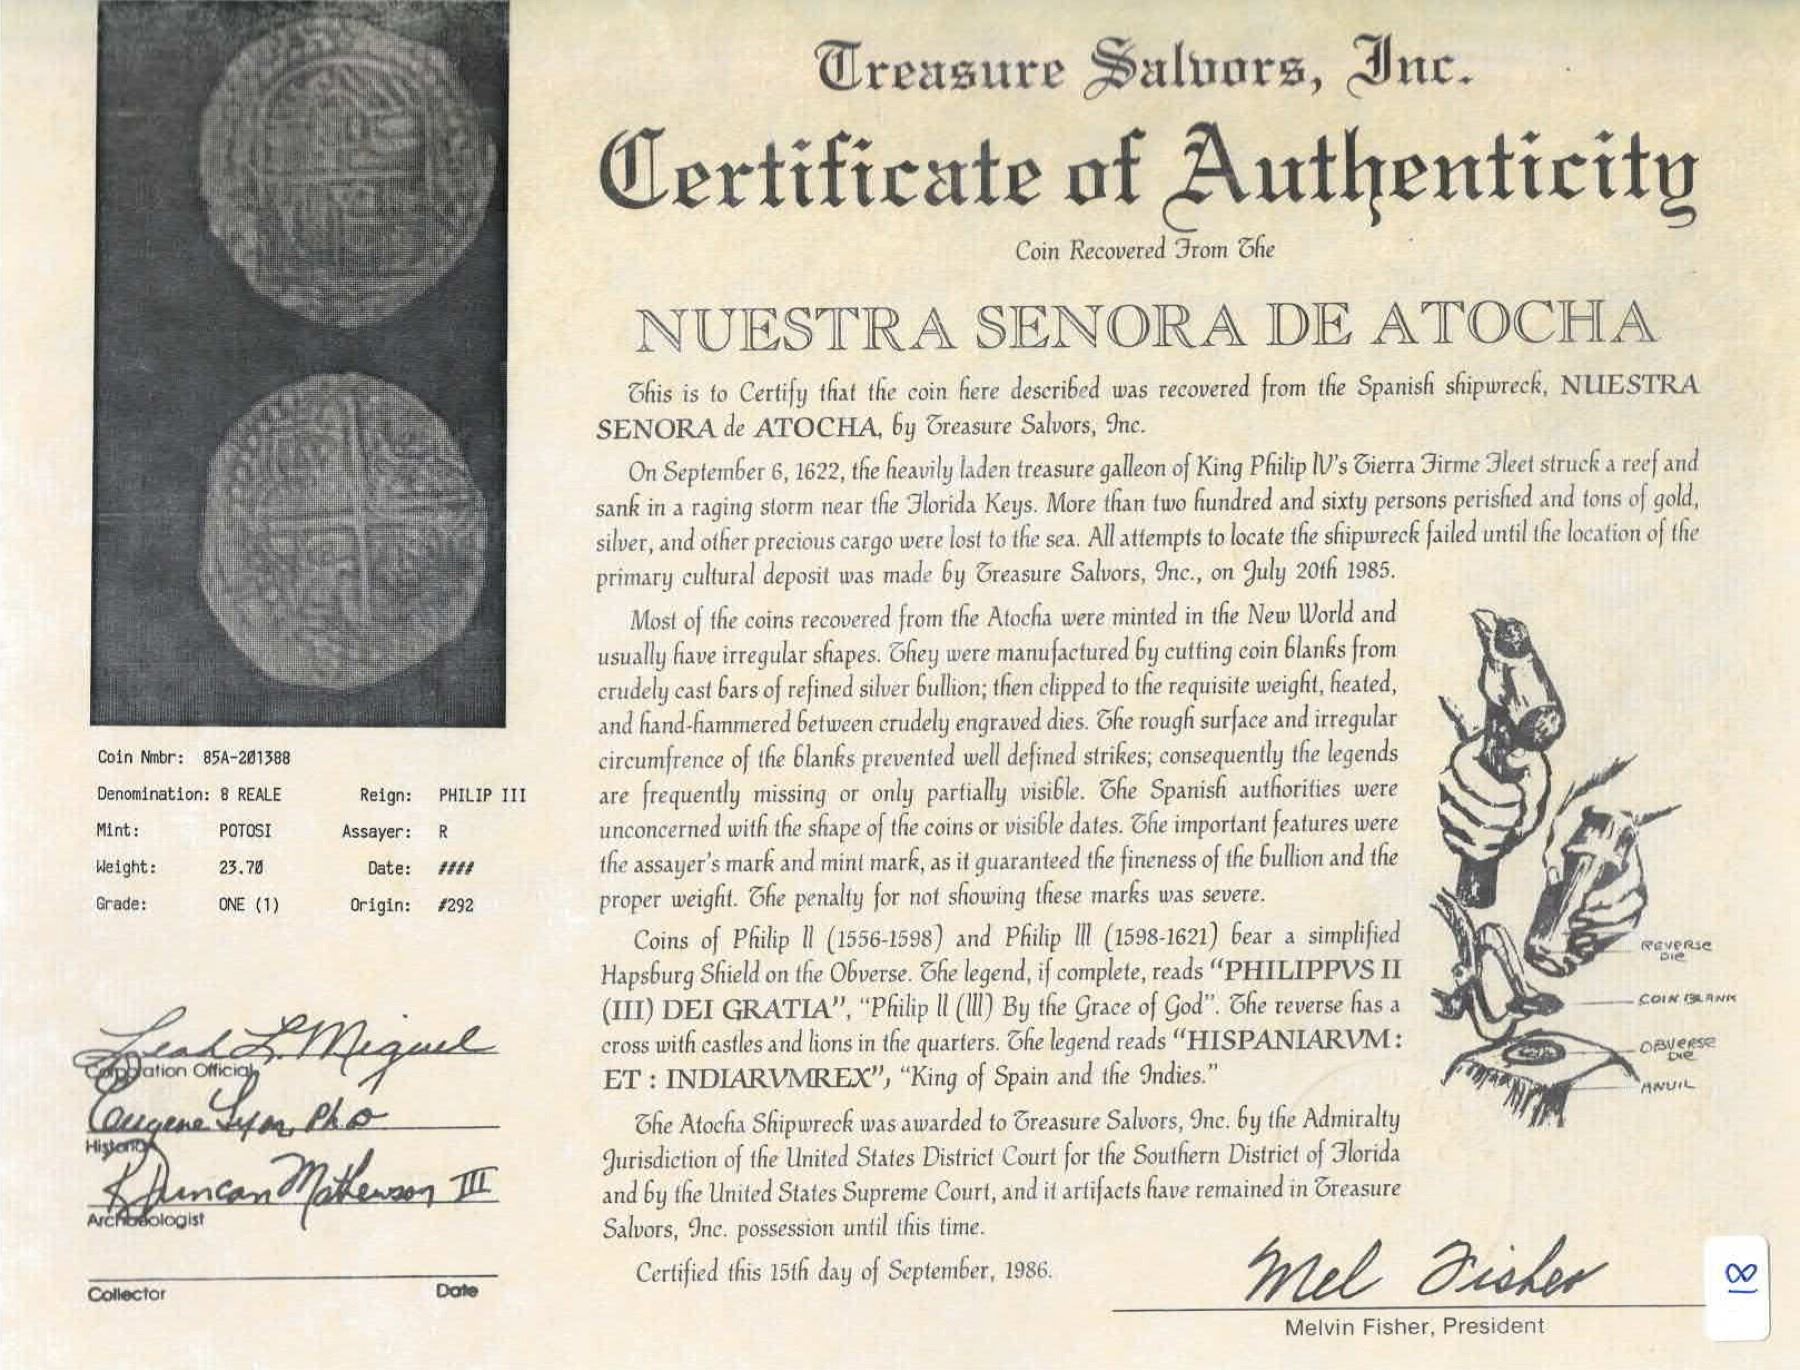 Treasure Salvors, Inc.
Certificate of Authenticity
Coin Recovered From The
NUESTRA SENORA DE ATOCHA
This is to Certify that the coin here described was recovered from the Spanish shipwreck, NUESTRA
SENORA de ATOCHA, by Treasure Salvors, Inc.
On September 6, 1622, the heavily laden treasure galleon of King Philip IV's Tierra Firme Fleet struck a reef and
sank in a raging storm near the Florida Keys. More than two hundred and sixty persons perished and tons of gold,
silver, and other precious cargo were lost to the sea. All attempts to locate the shipwreck failed until the location of the
primary cultural deposit was made by Treasure Salvors, Inc., on July 20th 1985.
Most of the coins recovered from the Atocha were minted in the New World and
usually have irregular shapes. They were manufactured by cutting coin blanks from
crudely cast bars of refined silver bullion; then clipped to the requisite weight, heated,
and hand-hammered between crudely engraved dies. The rough surface and irregular
circumfrence of the blanks prevented well defined strikes; consequently the legends
are frequently missing or only partially visible. The Spanish authorities were
unconcerned with the shape of the coins or visible dates. The important features were
the assayer's mark and mint mark, as it guaranteed the fineness of the bullion and the
proper weight. The penalty for not showing these marks was severe.
Coins of Philip II (1556-1598) and Philip III (1598-1621) bear a simplified
Hapsburg Shield on the Obverse. The legend, if complete, reads "PHILIPPVS II
(III) DEI GRATIA", "Philip II (III) By the Grace of God". The reverse has a
cross with castles and lions in the quarters. The legend reads "HISPANIARVM :
ET : INDIARVMREX", "King of Spain and the Indies."
The Atocha Shipwreck was awarded to Treasure Salvors, Inc. by the Admiralty
Jurisdiction of the United States District Court for the Southern District of Florida
and by the United States Supreme Court, and it artifacts have remained in Treasure
Salvors, Inc. possession until this time.
Certified this 15th day of September, 1986.
Mel Fisher
Melvin Fisher, President
REVERSE
DIE
COIN BLANK
OBVERSE
DIE
ANVIL
Coin Nmbr: 85A-201388
Denomination: 8 REALE Reign: PHILIP III
Mint: POTOSI Assayer: R
Weight: 23.70 Date: ####
Grade: ONE (1) Origin: #292
Leah L. Miguel
Corporation Official
Eugene Lyon, PhD
Historian
R Duncan Mathewson III
Archaeologist
Collector Date
18